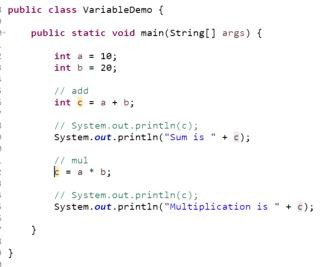 public class VariableDemo {
public static void main(String[] args) {
int a = 10;
int b = 20;
// add
int c = a + b;
// System.out.println(c);
System.out.println("Sum is " + c);
// mul
c = a * b;
// System.out.println(c);
System.out.println("Multiplication is " + c);
}
}